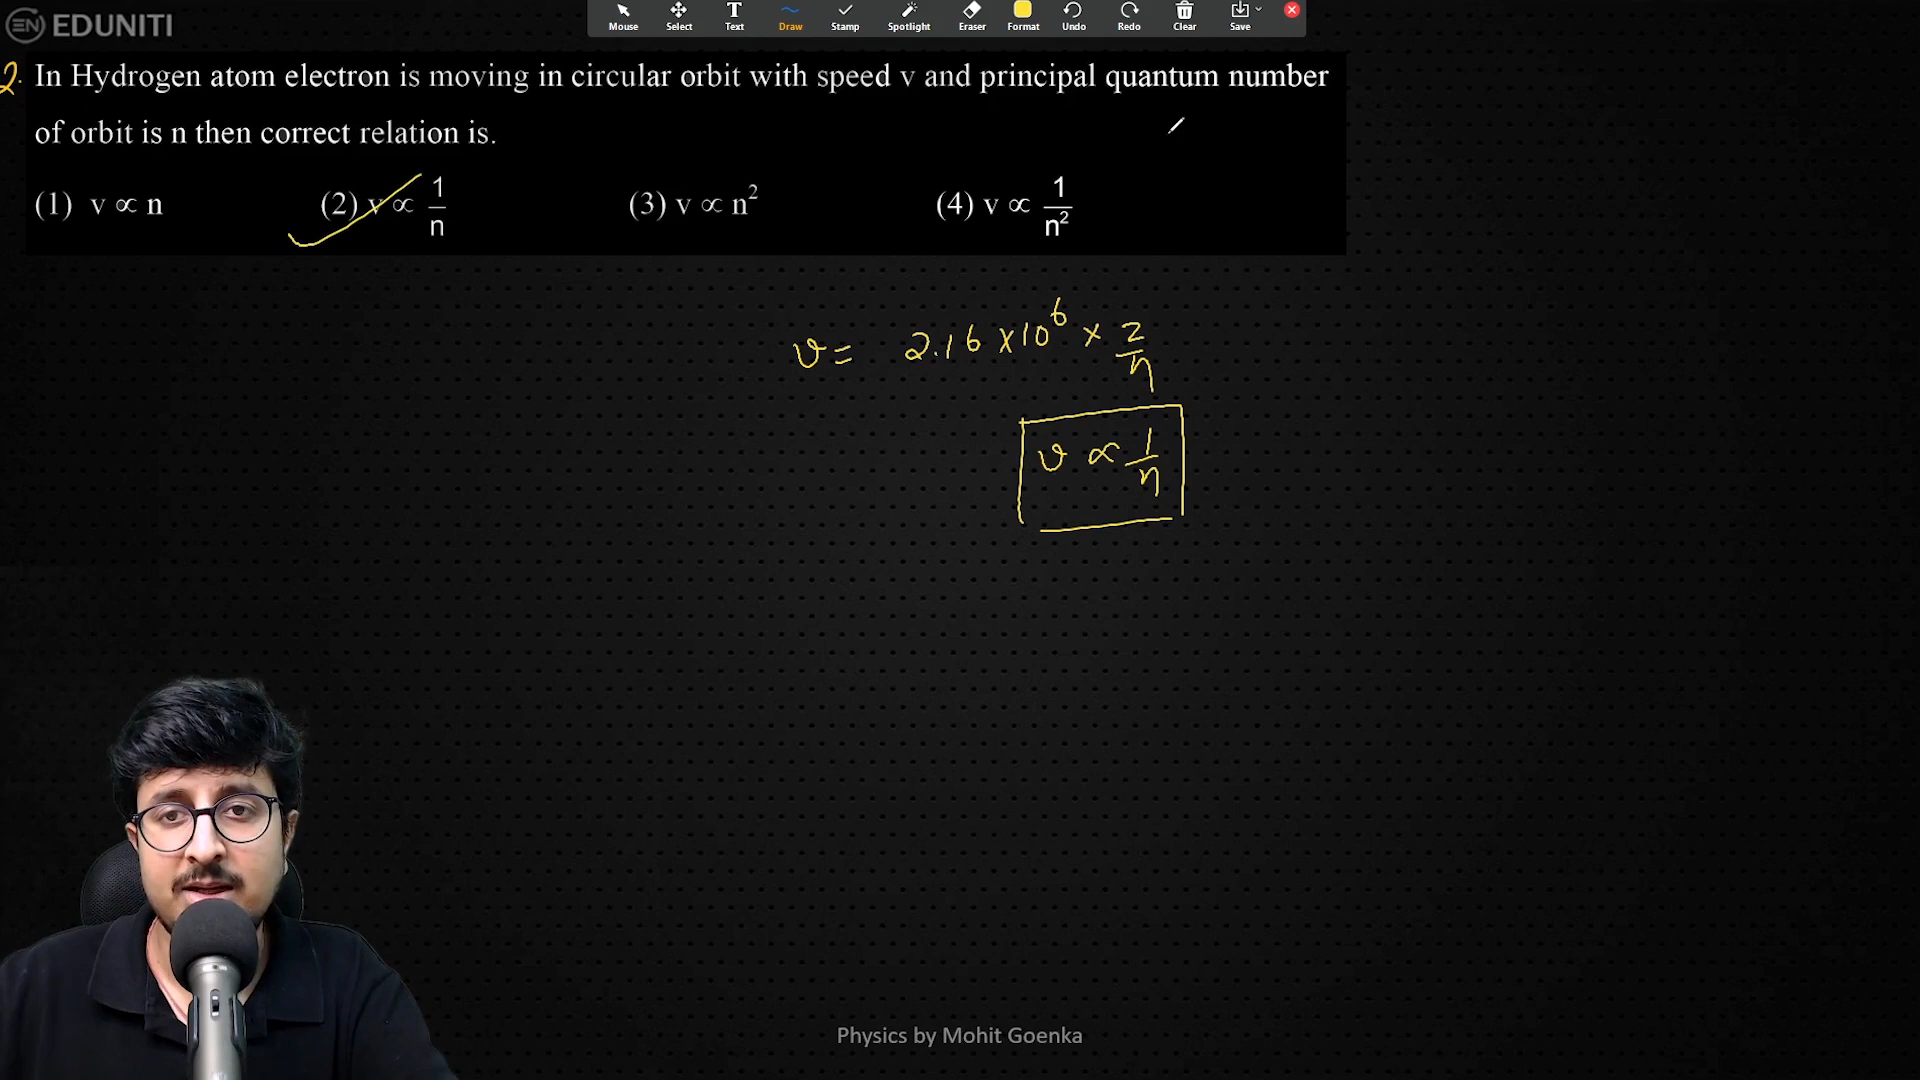 EN EDUNITI
Mouse Select Text Draw Stamp Spotlight Eraser Format Undo Redo Clear Save
2. In Hydrogen atom electron is moving in circular orbit with speed v and principal quantum number
of orbit is n then correct relation is.
(1) v ∝ n (2) v ∝ 1/n (3) v ∝ n² (4) v ∝ 1/n²
v = 2.16 × 10⁶ × z/n
v ∝ 1/n
Physics by Mohit Goenka